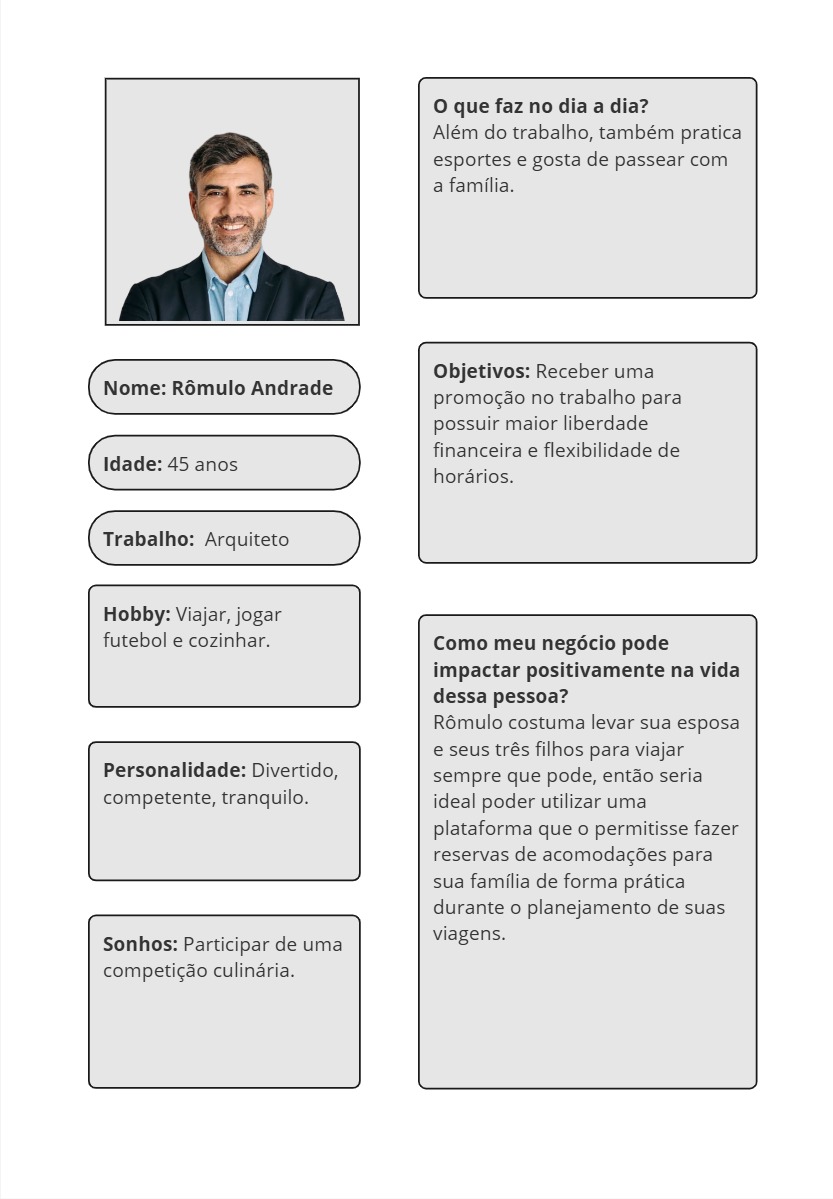 Nome: Rômulo Andrade
Idade: 45 anos
Trabalho: Arquiteto
Hobby: Viajar, jogar
futebol e cozinhar.
Personalidade: Divertido,
competente, tranquilo.
Sonhos: Participar de uma
competição culinária.
O que faz no dia a dia?
Além do trabalho, também pratica
esportes e gosta de passear com
a família.
Objetivos: Receber uma
promoção no trabalho para
possuir maior liberdade
financeira e flexibilidade de
horários.
Como meu negócio pode
impactar positivamente na vida
dessa pessoa?
Rômulo costuma levar sua esposa
e seus três filhos para viajar
sempre que pode, então seria
ideal poder utilizar uma
plataforma que o permitisse fazer
reservas de acomodações para
sua família de forma prática
durante o planejamento de suas
viagens.